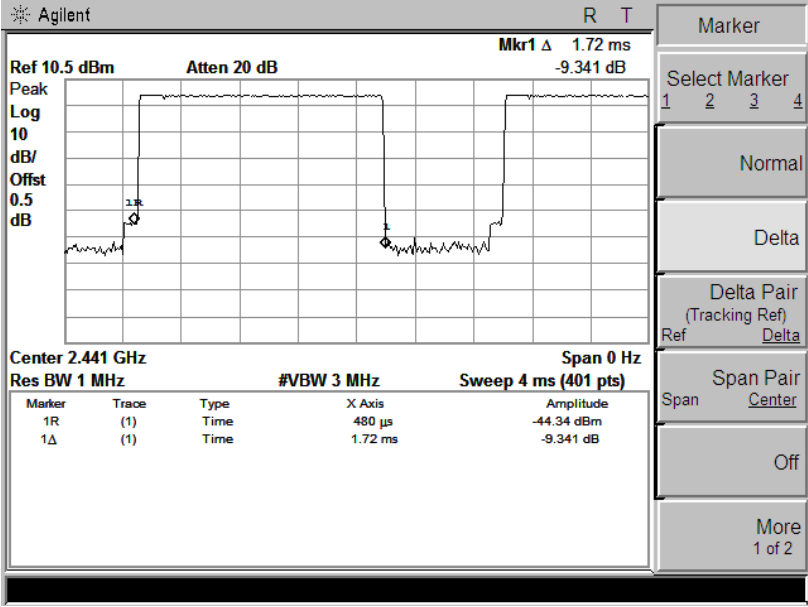 Agilent
R T
Mkr1 Δ 1.72 ms
Ref 10.5 dBm Atten 20 dB -9.341 dB
Peak
Log
10
dB/
Offst
0.5
dB
1R
1
Center 2.441 GHz Span 0 Hz
Res BW 1 MHz #VBW 3 MHz Sweep 4 ms (401 pts)
Marker Trace Type X Axis Amplitude
1R (1) Time 480 µs -44.34 dBm
1Δ (1) Time 1.72 ms -9.341 dB
Marker
Select Marker
1 2 3 4
Normal
Delta
Delta Pair
(Tracking Ref)
Ref Delta
Span Pair
Span Center
Off
More
1 of 2